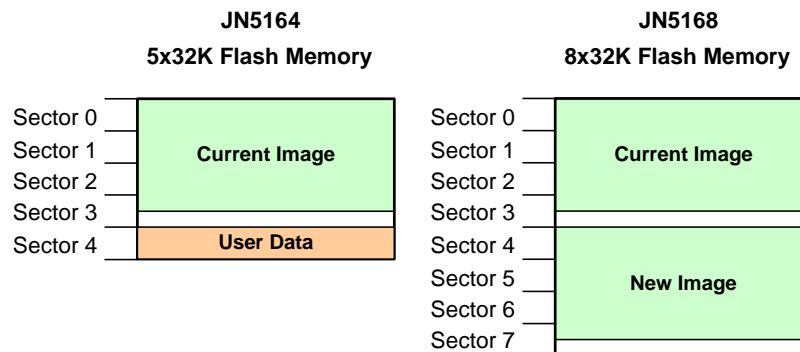 JN5164
5x32K Flash Memory
Sector 0
Sector 1
Sector 2
Sector 3
Sector 4
Current Image
User Data
JN5168
8x32K Flash Memory
Sector 0
Sector 1
Sector 2
Sector 3
Sector 4
Sector 5
Sector 6
Sector 7
Current Image
New Image